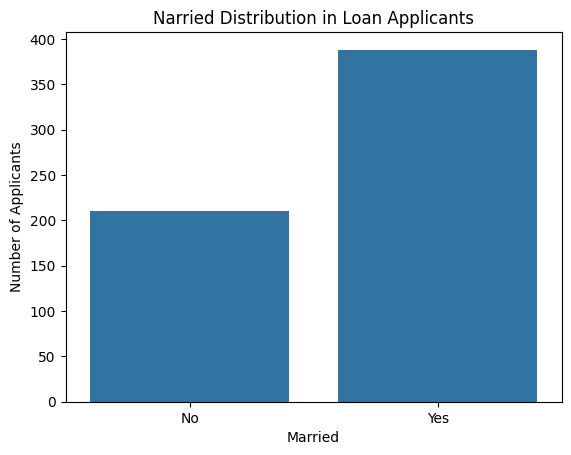 Narried Distribution in Loan Applicants
400
350
300
250
200
150
100
50
0
Number of Applicants
No
Yes
Married